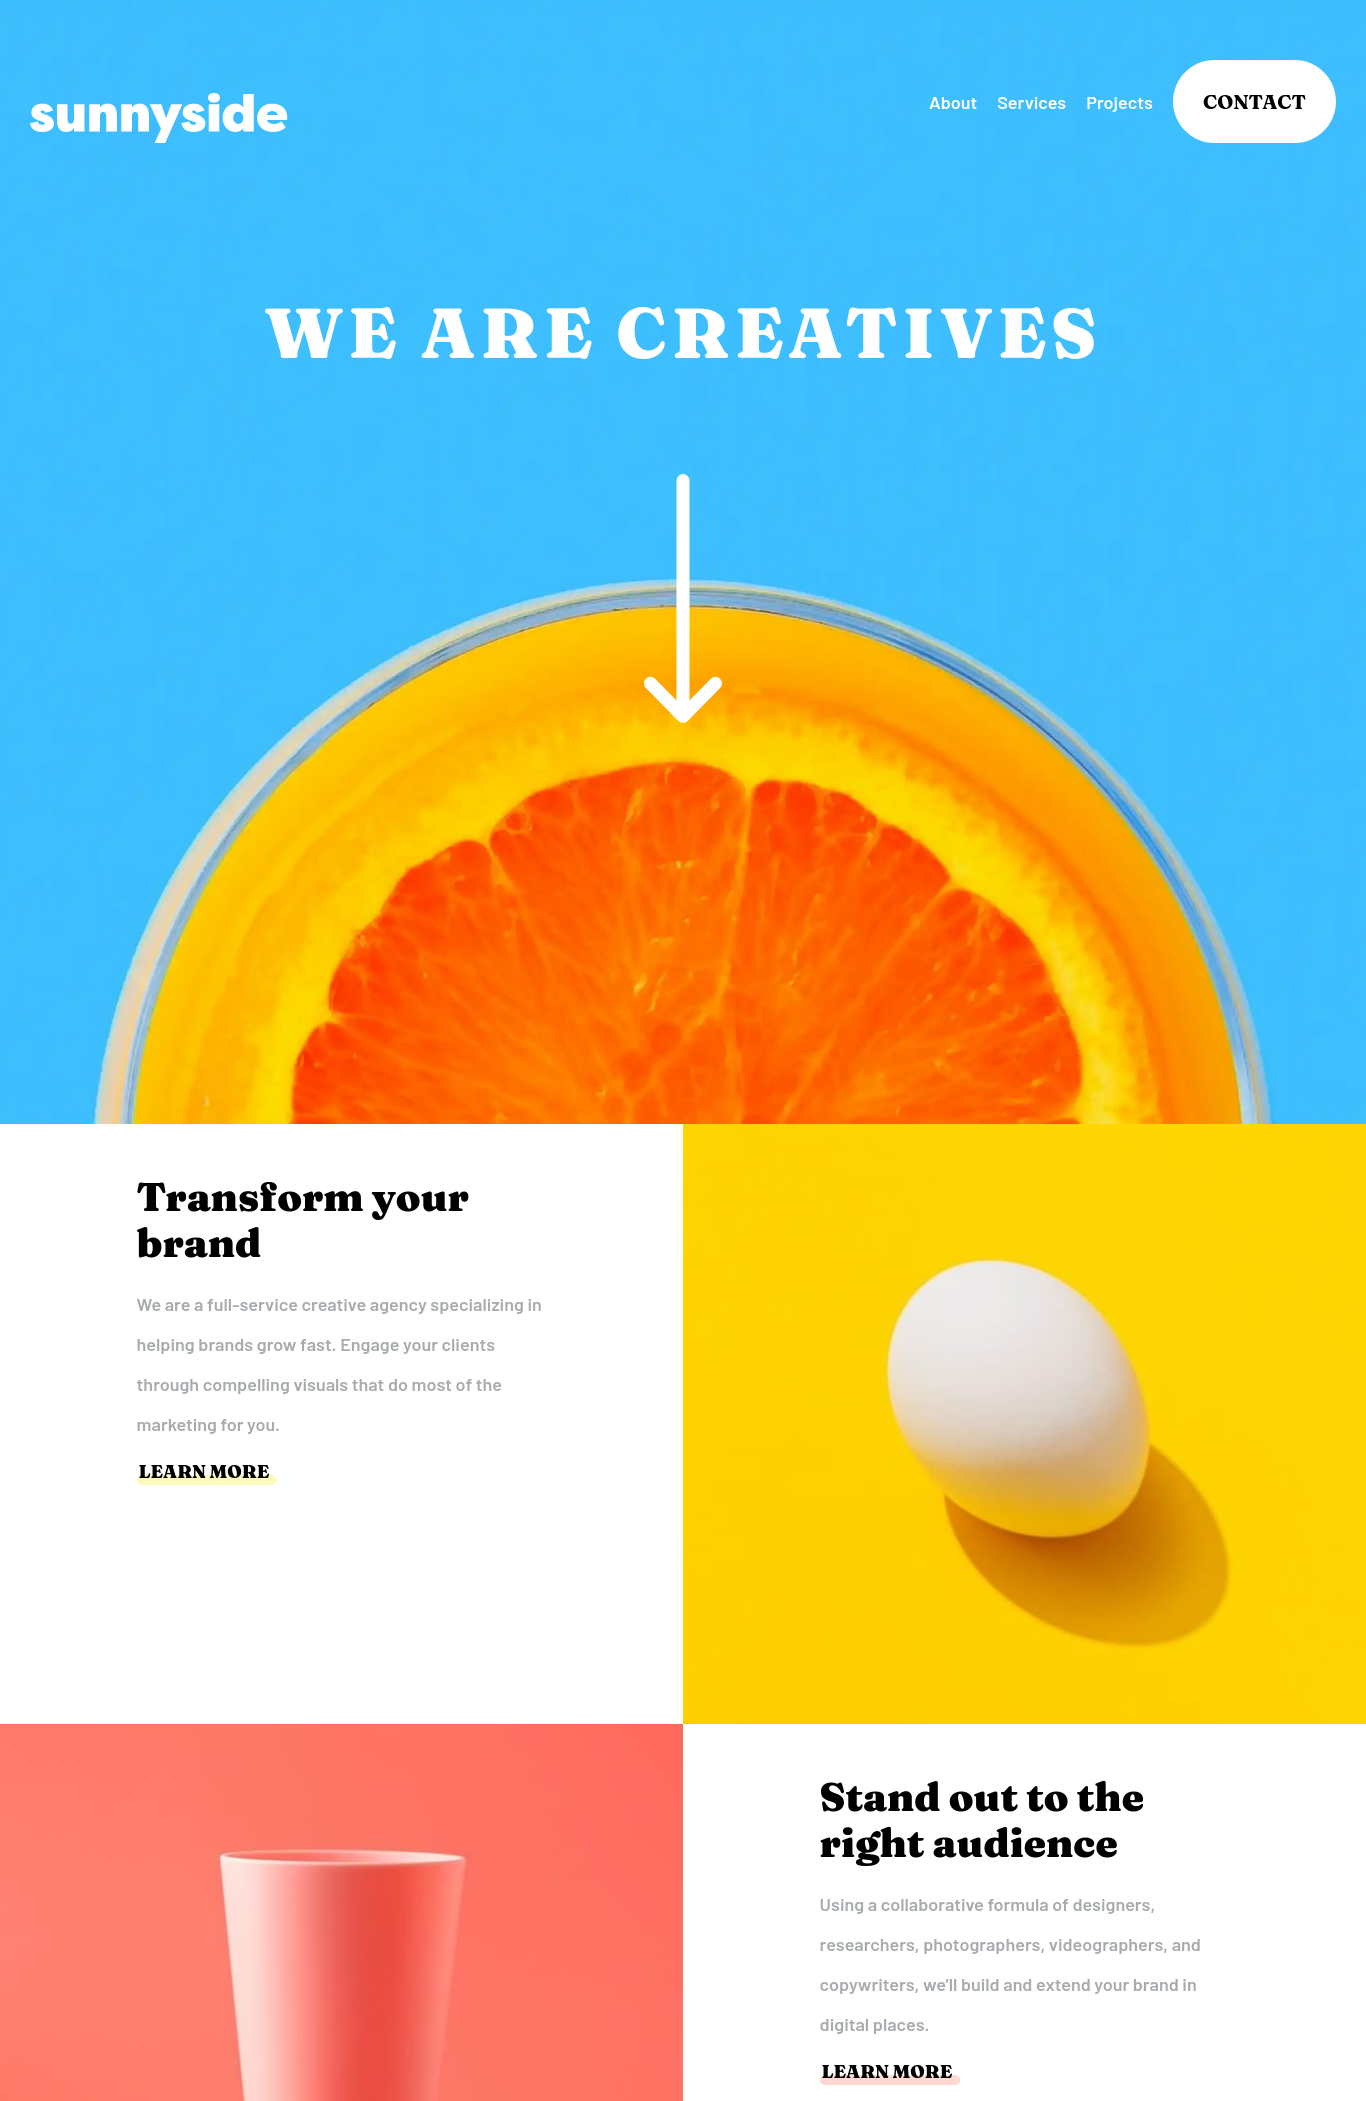 sunnyside
About Services Projects CONTACT
WE ARE CREATIVES
Transform your
brand
We are a full-service creative agency specializing in
helping brands grow fast. Engage your clients
through compelling visuals that do most of the
marketing for you.
LEARN MORE
Stand out to the
right audience
Using a collaborative formula of designers,
researchers, photographers, videographers, and
copywriters, we’ll build and extend your brand in
digital places.
LEARN MORE